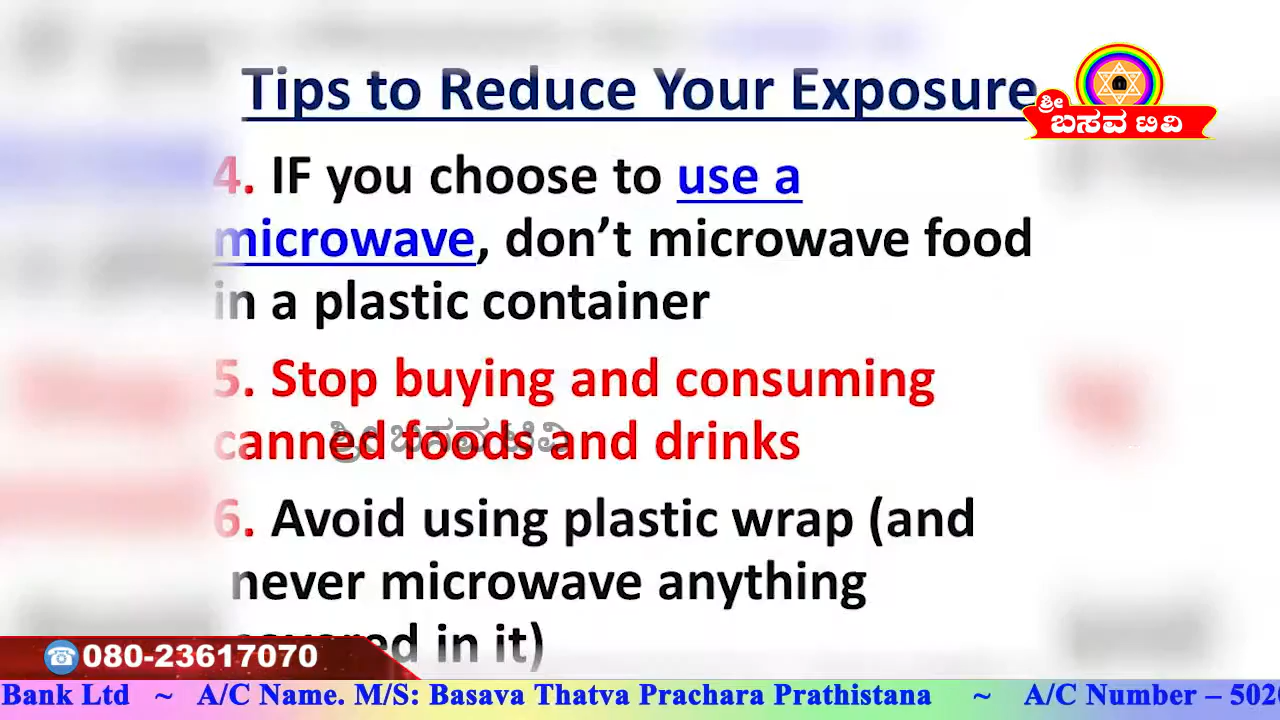 Tips to Reduce Your Exposure
ಶ್ರೀ
ಬಸವ ಟಿವಿ
4. IF you choose to use a
microwave, don’t microwave food
in a plastic container
5. Stop buying and consuming
canned foods and drinks
ಶ್ರೀ ಬಸವ ಟಿವಿ
6. Avoid using plastic wrap (and
never microwave anything
covered in it)
080-23617070
Bank Ltd ~ A/C Name. M/S: Basava Thatva Prachara Prathistana ~ A/C Number – 502